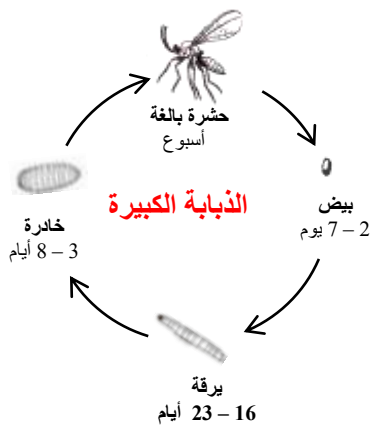 حشرة بالغة
أسبوع
الذبابة الكبيرة
بيض
2 – 7 يوم
خادرة
3 – 8 أيام
يرقة
16 – 23 أيام